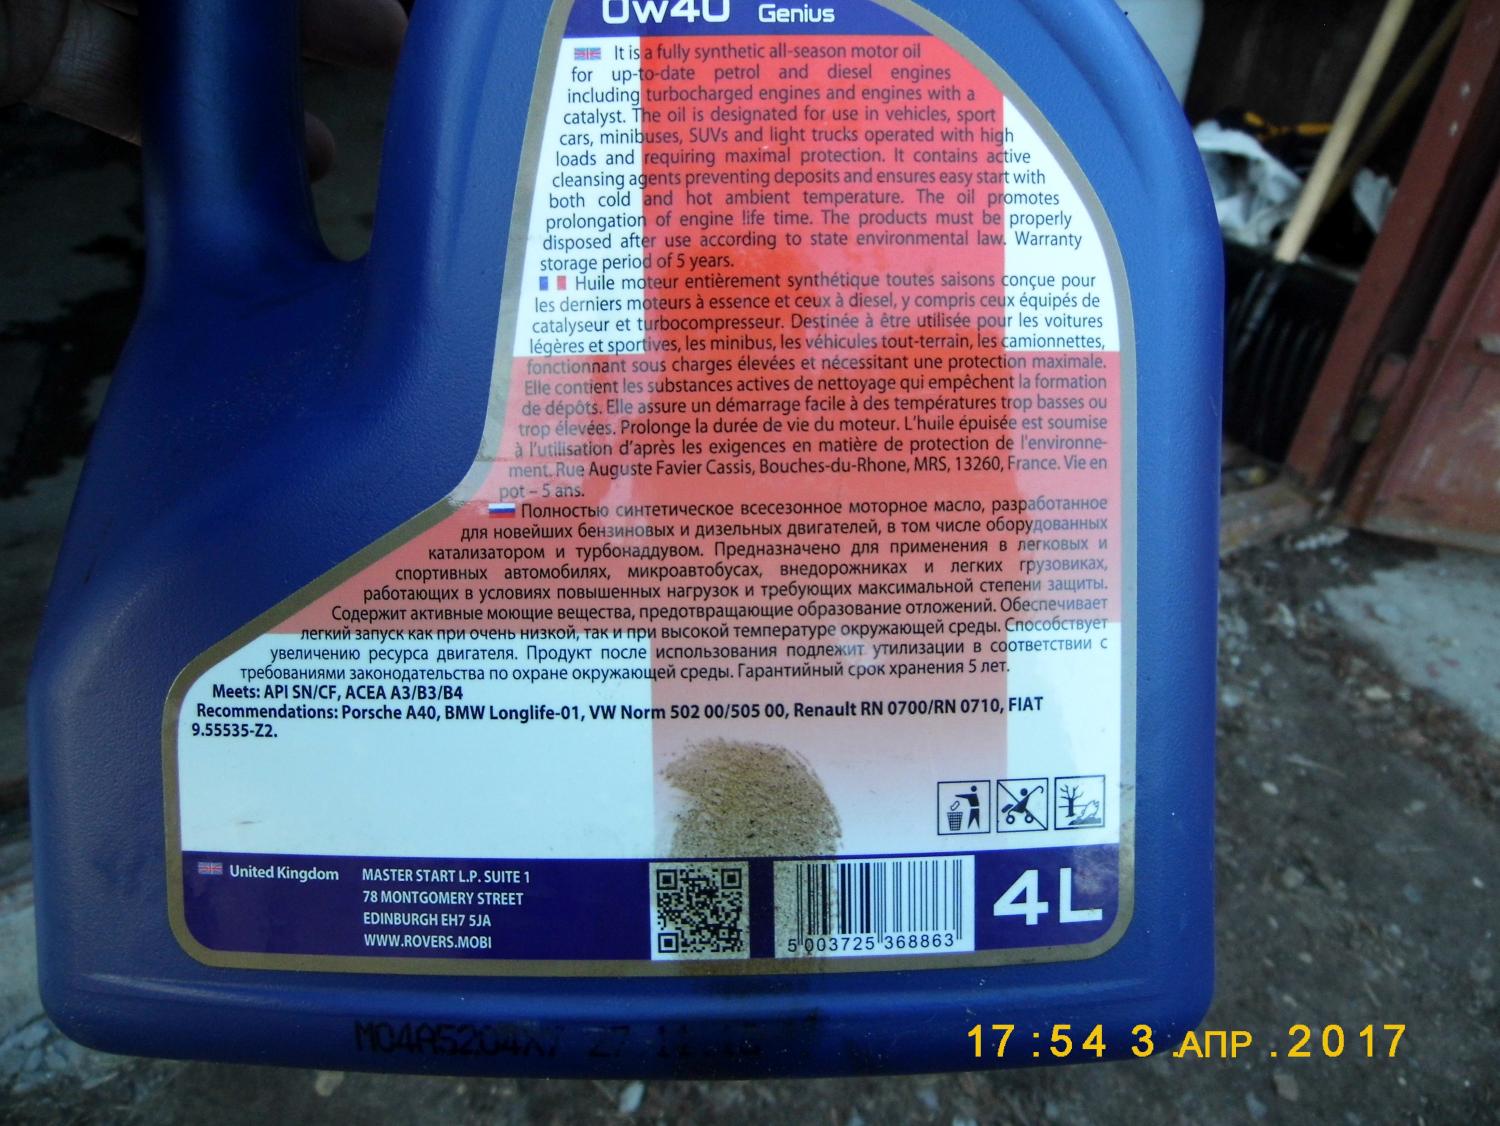 0w40 Genius
It is a fully synthetic all-season motor oil
for up-to-date petrol and diesel engines
including turbocharged engines and engines with a
catalyst. The oil is designated for use in vehicles, sport
cars, minibuses, SUVs and light trucks operated with high
loads and requiring maximal protection. It contains active
cleansing agents preventing deposits and ensures easy start with
both cold and hot ambient temperature. The oil promotes
prolongation of engine life time. The products must be properly
disposed after use according to state environmental law. Warranty
storage period of 5 years.
Huile moteur entièrement synthétique toutes saisons conçue pour
les derniers moteurs à essence et ceux à diesel, y compris ceux équipés de
catalyseur et turbocompresseur. Destinée à être utilisée pour les voitures
légères et sportives, les minibus, les véhicules tout-terrain, les camionnettes,
fonctionnant sous charges élevées et nécessitant une protection maximale.
Elle contient les substances actives de nettoyage qui empêchent la formation
de dépôts. Elle assure un démarrage facile à des températures trop basses ou
trop élevées. Prolonge la durée de vie du moteur. L'huile épuisée est soumise
à l'utilisation d'après les exigences en matière de protection de l'environne-
ment. Rue Auguste Favier Cassis, Bouches-du-Rhone, MRS, 13260, France. Vie en
pot – 5 ans.
Полностью синтетическое всесезонное моторное масло, разработанное
для новейших бензиновых и дизельных двигателей, в том числе оборудованных
катализатором и турбонаддувом. Предназначено для применения в легковых и
спортивных автомобилях, микроавтобусах, внедорожниках и легких грузовиках,
работающих в условиях повышенных нагрузок и требующих максимальной степени защиты.
Содержит активные моющие вещества, предотвращающие образование отложений. Обеспечивает
легкий запуск как при очень низкой, так и при высокой температуре окружающей среды. Способствует
увеличению ресурса двигателя. Продукт после использования подлежит утилизации в соответствии с
требованиями законодательства по охране окружающей среды. Гарантийный срок хранения 5 лет.
Meets: API SN/CF, ACEA A3/B3/B4
Recommendations: Porsche A40, BMW Longlife-01, VW Norm 502 00/505 00, Renault RN 0700/RN 0710, FIAT
9.55535-Z2.
United Kingdom
MASTER START L.P. SUITE 1
78 MONTGOMERY STREET
EDINBURGH EH7 5JA
WWW.ROVERS.MOBI
5 003725 368863
4L
17:54 3.АПР.2017